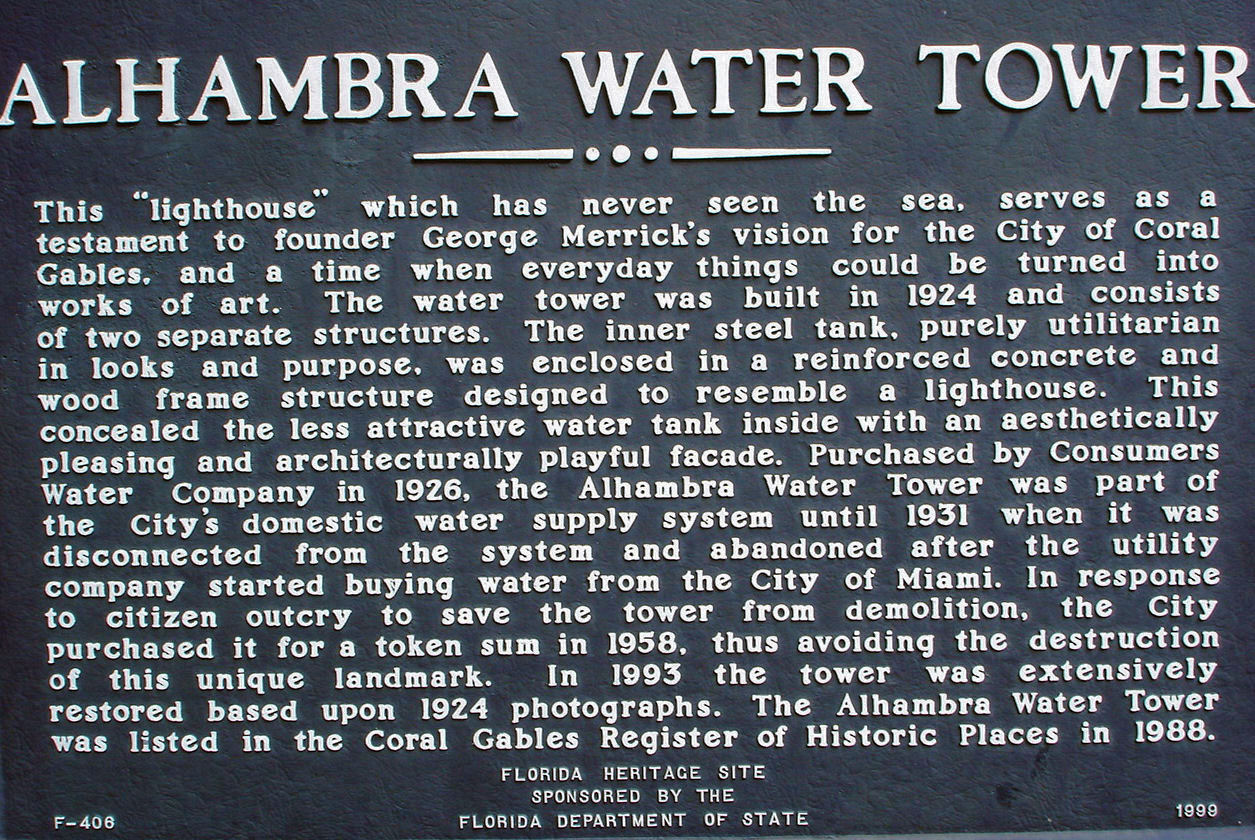 ALHAMBRA WATER TOWER
This "lighthouse" which has never seen the sea, serves as a
testament to founder George Merrick's vision for the City of Coral
Gables, and a time when everyday things could be turned into
works of art. The water tower was built in 1924 and consists
of two separate structures. The inner steel tank, purely utilitarian
in looks and purpose, was enclosed in a reinforced concrete and
wood frame structure designed to resemble a lighthouse. This
concealed the less attractive water tank inside with an aesthetically
pleasing and architecturally playful facade. Purchased by Consumers
Water Company in 1926, the Alhambra Water Tower was part of
the City's domestic water supply system until 1931 when it was
disconnected from the system and abandoned after the utility
company started buying water from the City of Miami. In response
to citizen outcry to save the tower from demolition, the City
purchased it for a token sum in 1958, thus avoiding the destruction
of this unique landmark. In 1993 the tower was extensively
restored based upon 1924 photographs. The Alhambra Water Tower
was listed in the Coral Gables Register of Historic Places in 1988.
FLORIDA HERITAGE SITE
SPONSORED BY THE
FLORIDA DEPARTMENT OF STATE
F-406
1999